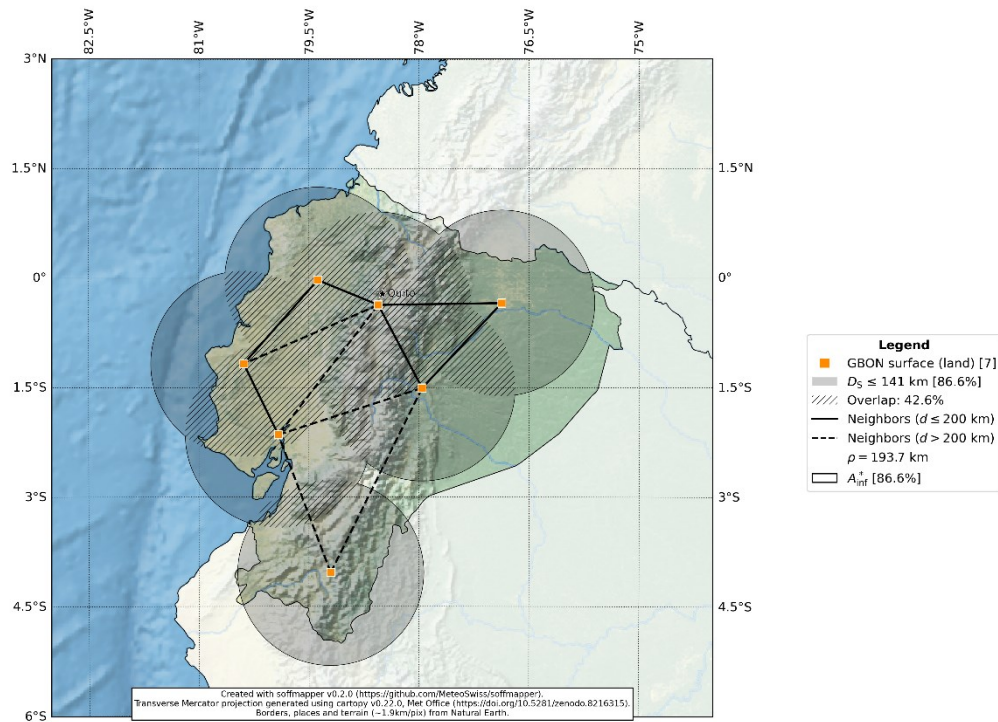 82.5°W
81°W
79.5°W
78°W
76.5°W
75°W
3°N
1.5°N
1.5°N
0°
0°
Quito
1.5°S
1.5°S
3°S
3°S
4.5°S
4.5°S
6°S
Legend
GBON surface (land) [7]
D_S ≤ 141 km [86.6%]
Overlap: 42.6%
Neighbors (d ≤ 200 km)
Neighbors (d > 200 km)
ρ = 193.7 km
A⁺_inf [86.6%]
Created with soffmapper v0.2.0 (https://github.com/MeteoSwiss/soffmapper).
Transverse Mercator projection generated using cartopy v0.22.0, Met Office (https://doi.org/10.5281/zenodo.8216315).
Borders, places and terrain (~1.9km/pix) from Natural Earth.